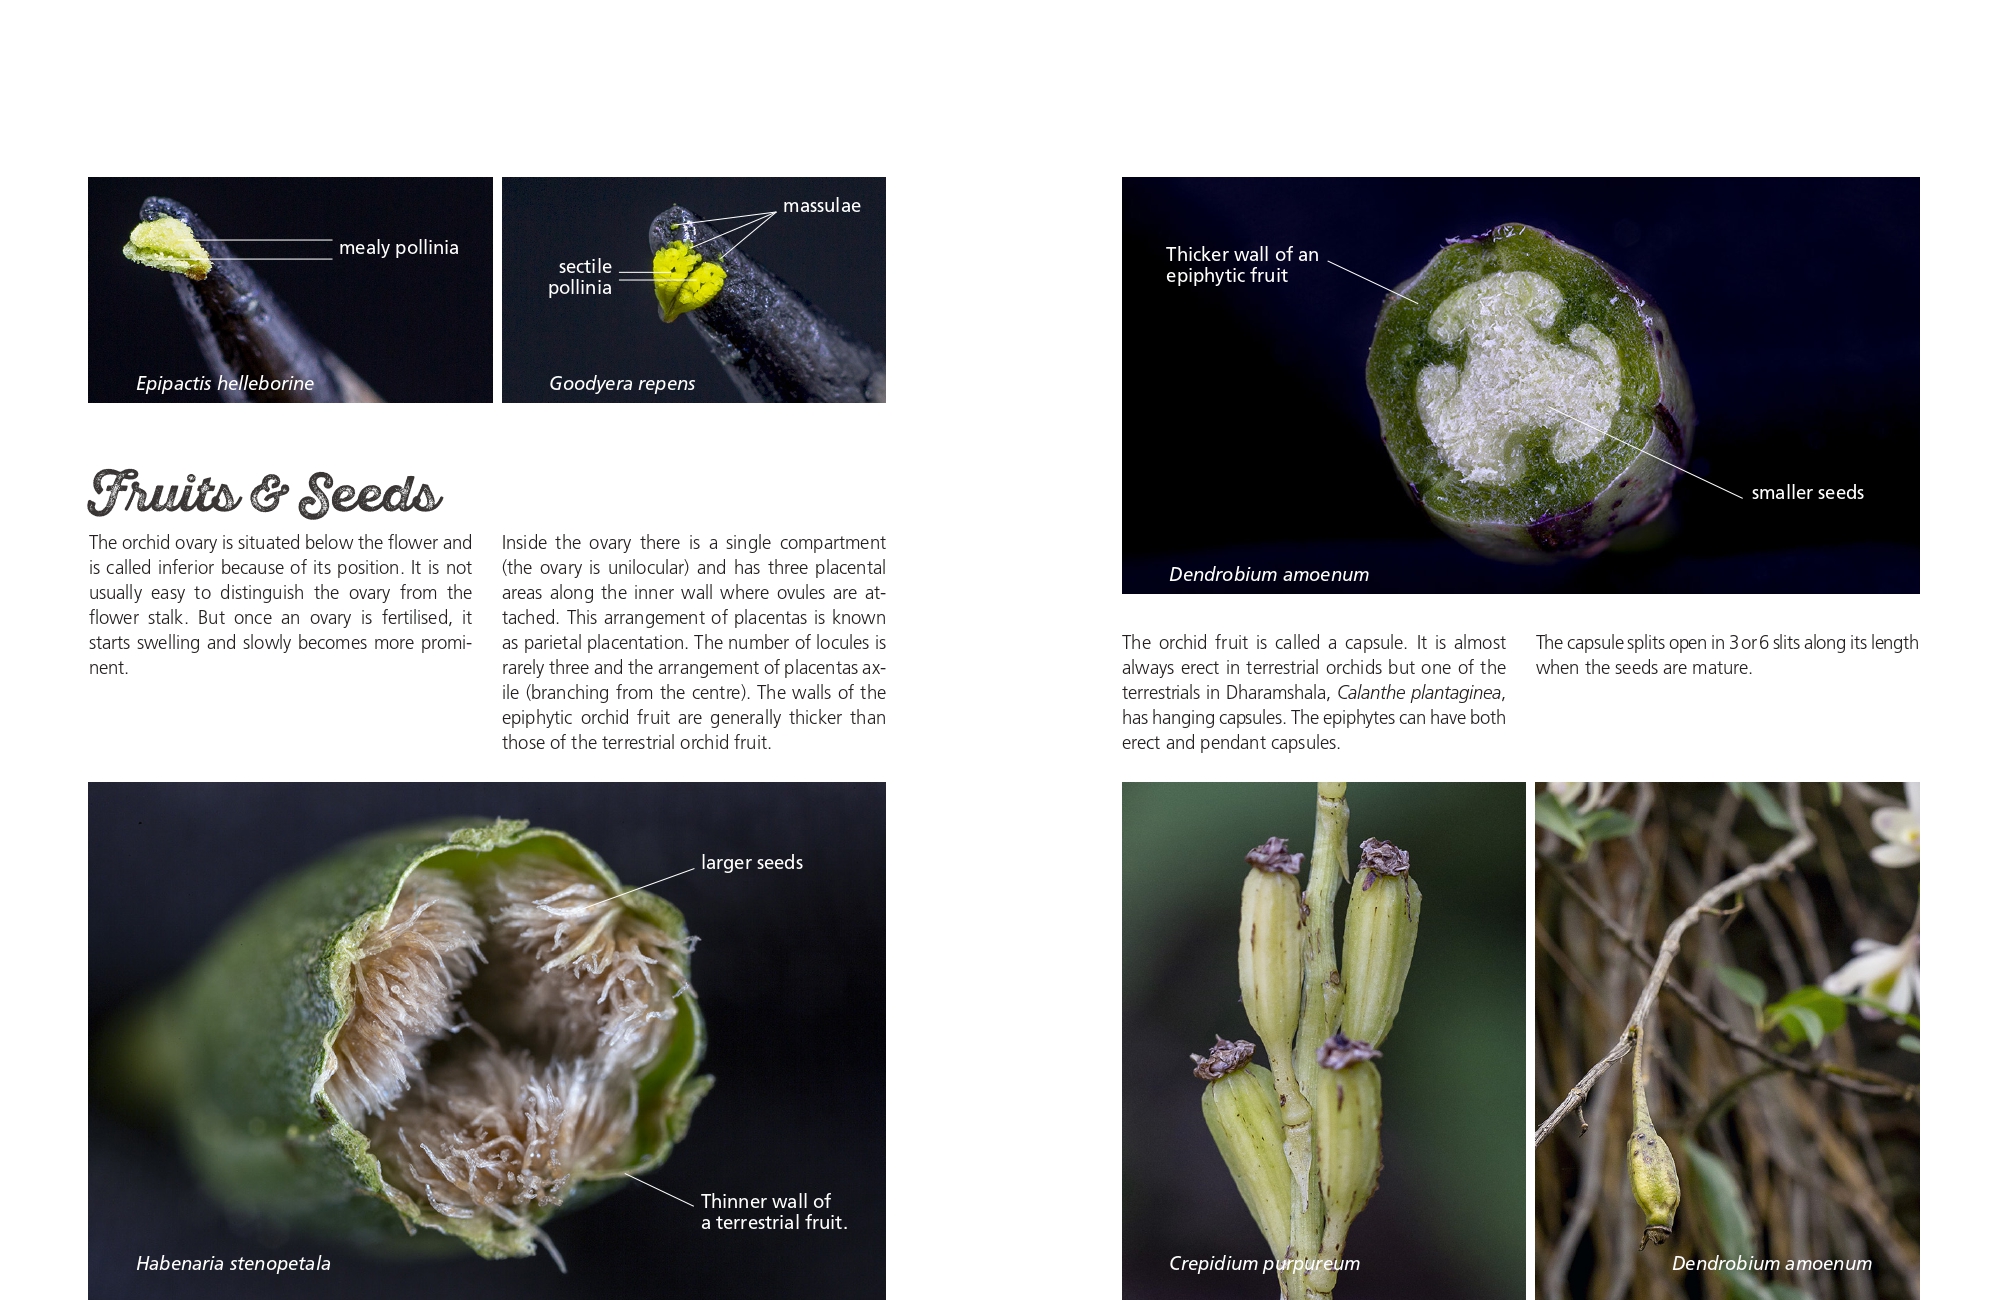 mealy pollinia
Epipactis helleborine
massulae
sectile
pollinia
Goodyera repens
Fruits & Seeds
The orchid ovary is situated below the flower and
is called inferior because of its position. It is not
usually easy to distinguish the ovary from the
flower stalk. But once an ovary is fertilised, it
starts swelling and slowly becomes more promi-
nent.
Inside the ovary there is a single compartment
(the ovary is unilocular) and has three placental
areas along the inner wall where ovules are at-
tached. This arrangement of placentas is known
as parietal placentation. The number of locules is
rarely three and the arrangement of placentas ax-
ile (branching from the centre). The walls of the
epiphytic orchid fruit are generally thicker than
those of the terrestrial orchid fruit.
larger seeds
Thinner wall of
a terrestrial fruit.
Habenaria stenopetala
Thicker wall of an
epiphytic fruit
smaller seeds
Dendrobium amoenum
The orchid fruit is called a capsule. It is almost
always erect in terrestrial orchids but one of the
terrestrials in Dharamshala, Calanthe plantaginea,
has hanging capsules. The epiphytes can have both
erect and pendant capsules.
The capsule splits open in 3 or 6 slits along its length
when the seeds are mature.
Crepidium purpureum
Dendrobium amoenum